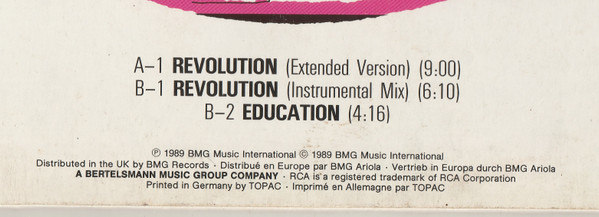 A–1 REVOLUTION (Extended Version) (9:00)
B–1 REVOLUTION (Instrumental Mix) (6:10)
B–2 EDUCATION (4:16)
℗ 1989 BMG Music International © 1989 BMG Music International
Distributed in the UK by BMG Records · Distribué en Europe par BMG Ariola · Vertrieb in Europa durch BMG Ariola
A BERTELSMANN MUSIC GROUP COMPANY · RCA is a registered trademark of RCA Corporation
Printed in Germany by TOPAC · Imprimé en Allemagne par TOPAC